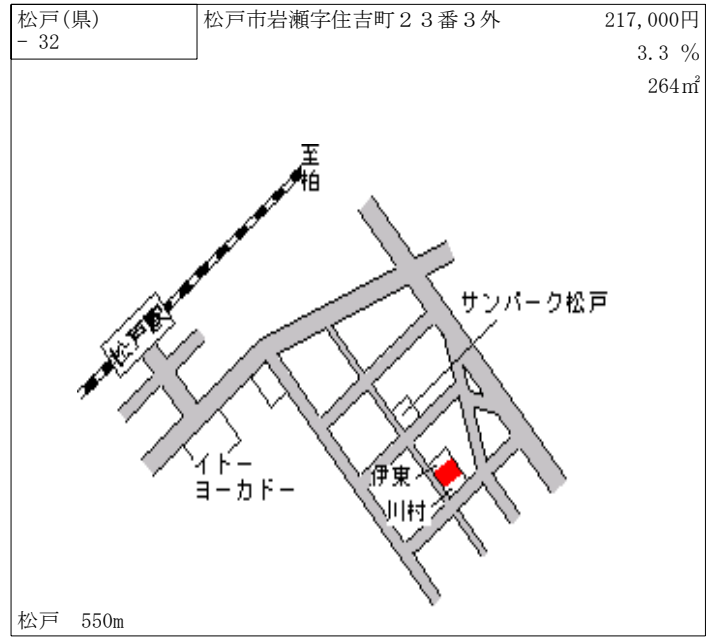 松戸(県)
- 32
松戸市岩瀬字住吉町２３番３外
217,000円
3.3 %
264㎡
至
柏
松戸駅
サンパーク松戸
イトー
ヨーカドー
伊東
川村
松戸 550m